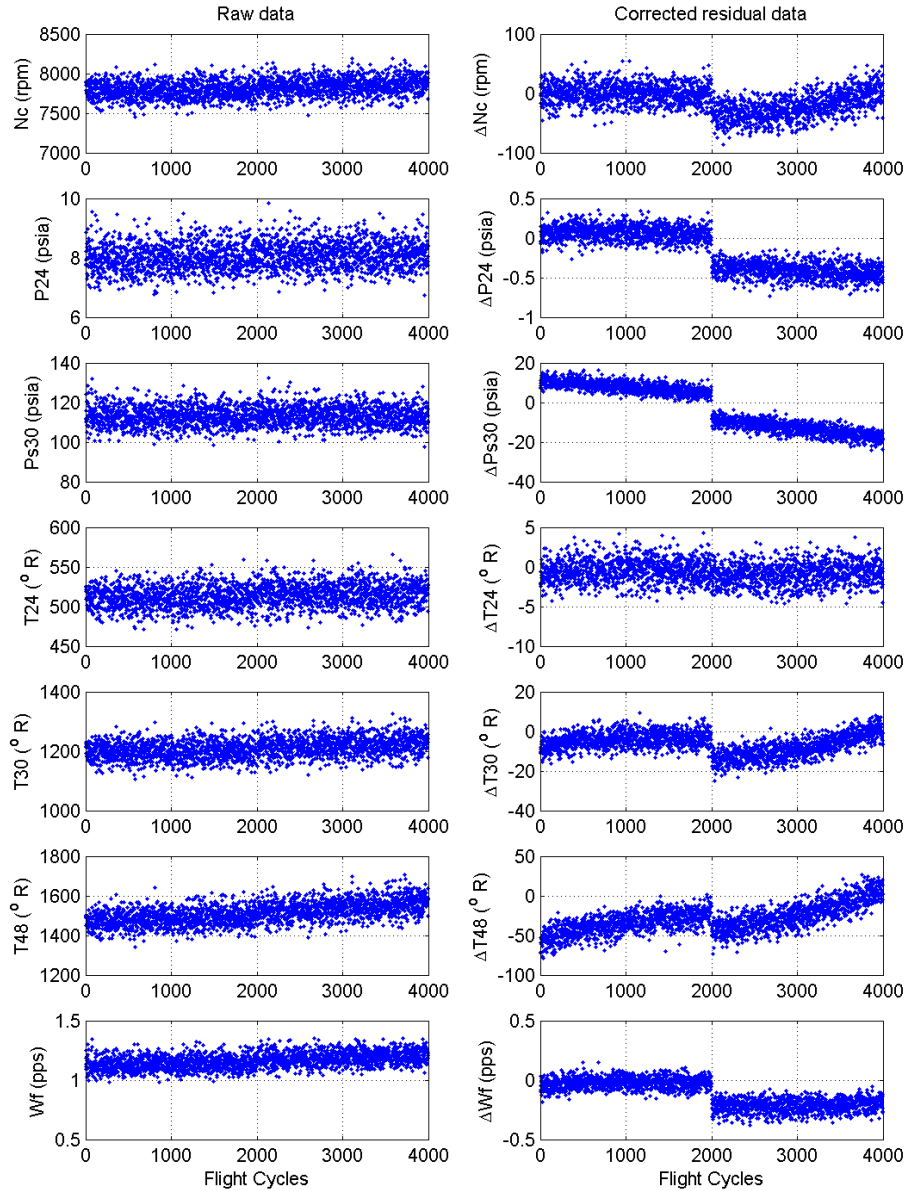 Raw data
Corrected residual data
8500
8000
7500
7000
Nc (rpm)
0 1000 2000 3000 4000
100
0
-100
ΔNc (rpm)
0 1000 2000 3000 4000
10
8
6
P24 (psia)
0 1000 2000 3000 4000
0.5
0
-0.5
-1
ΔP24 (psia)
0 1000 2000 3000 4000
140
120
100
80
Ps30 (psia)
0 1000 2000 3000 4000
20
0
-20
-40
ΔPs30 (psia)
0 1000 2000 3000 4000
600
550
500
450
T24 (° R)
0 1000 2000 3000 4000
5
0
-5
-10
ΔT24 (° R)
0 1000 2000 3000 4000
1400
1200
1000
T30 (° R)
0 1000 2000 3000 4000
20
0
-20
-40
ΔT30 (° R)
0 1000 2000 3000 4000
1800
1600
1400
1200
T48 (° R)
0 1000 2000 3000 4000
50
0
-50
-100
ΔT48 (° R)
0 1000 2000 3000 4000
1.5
1
0.5
Wf (pps)
0 1000 2000 3000 4000
Flight Cycles
0.5
0
-0.5
ΔWf (pps)
0 1000 2000 3000 4000
Flight Cycles